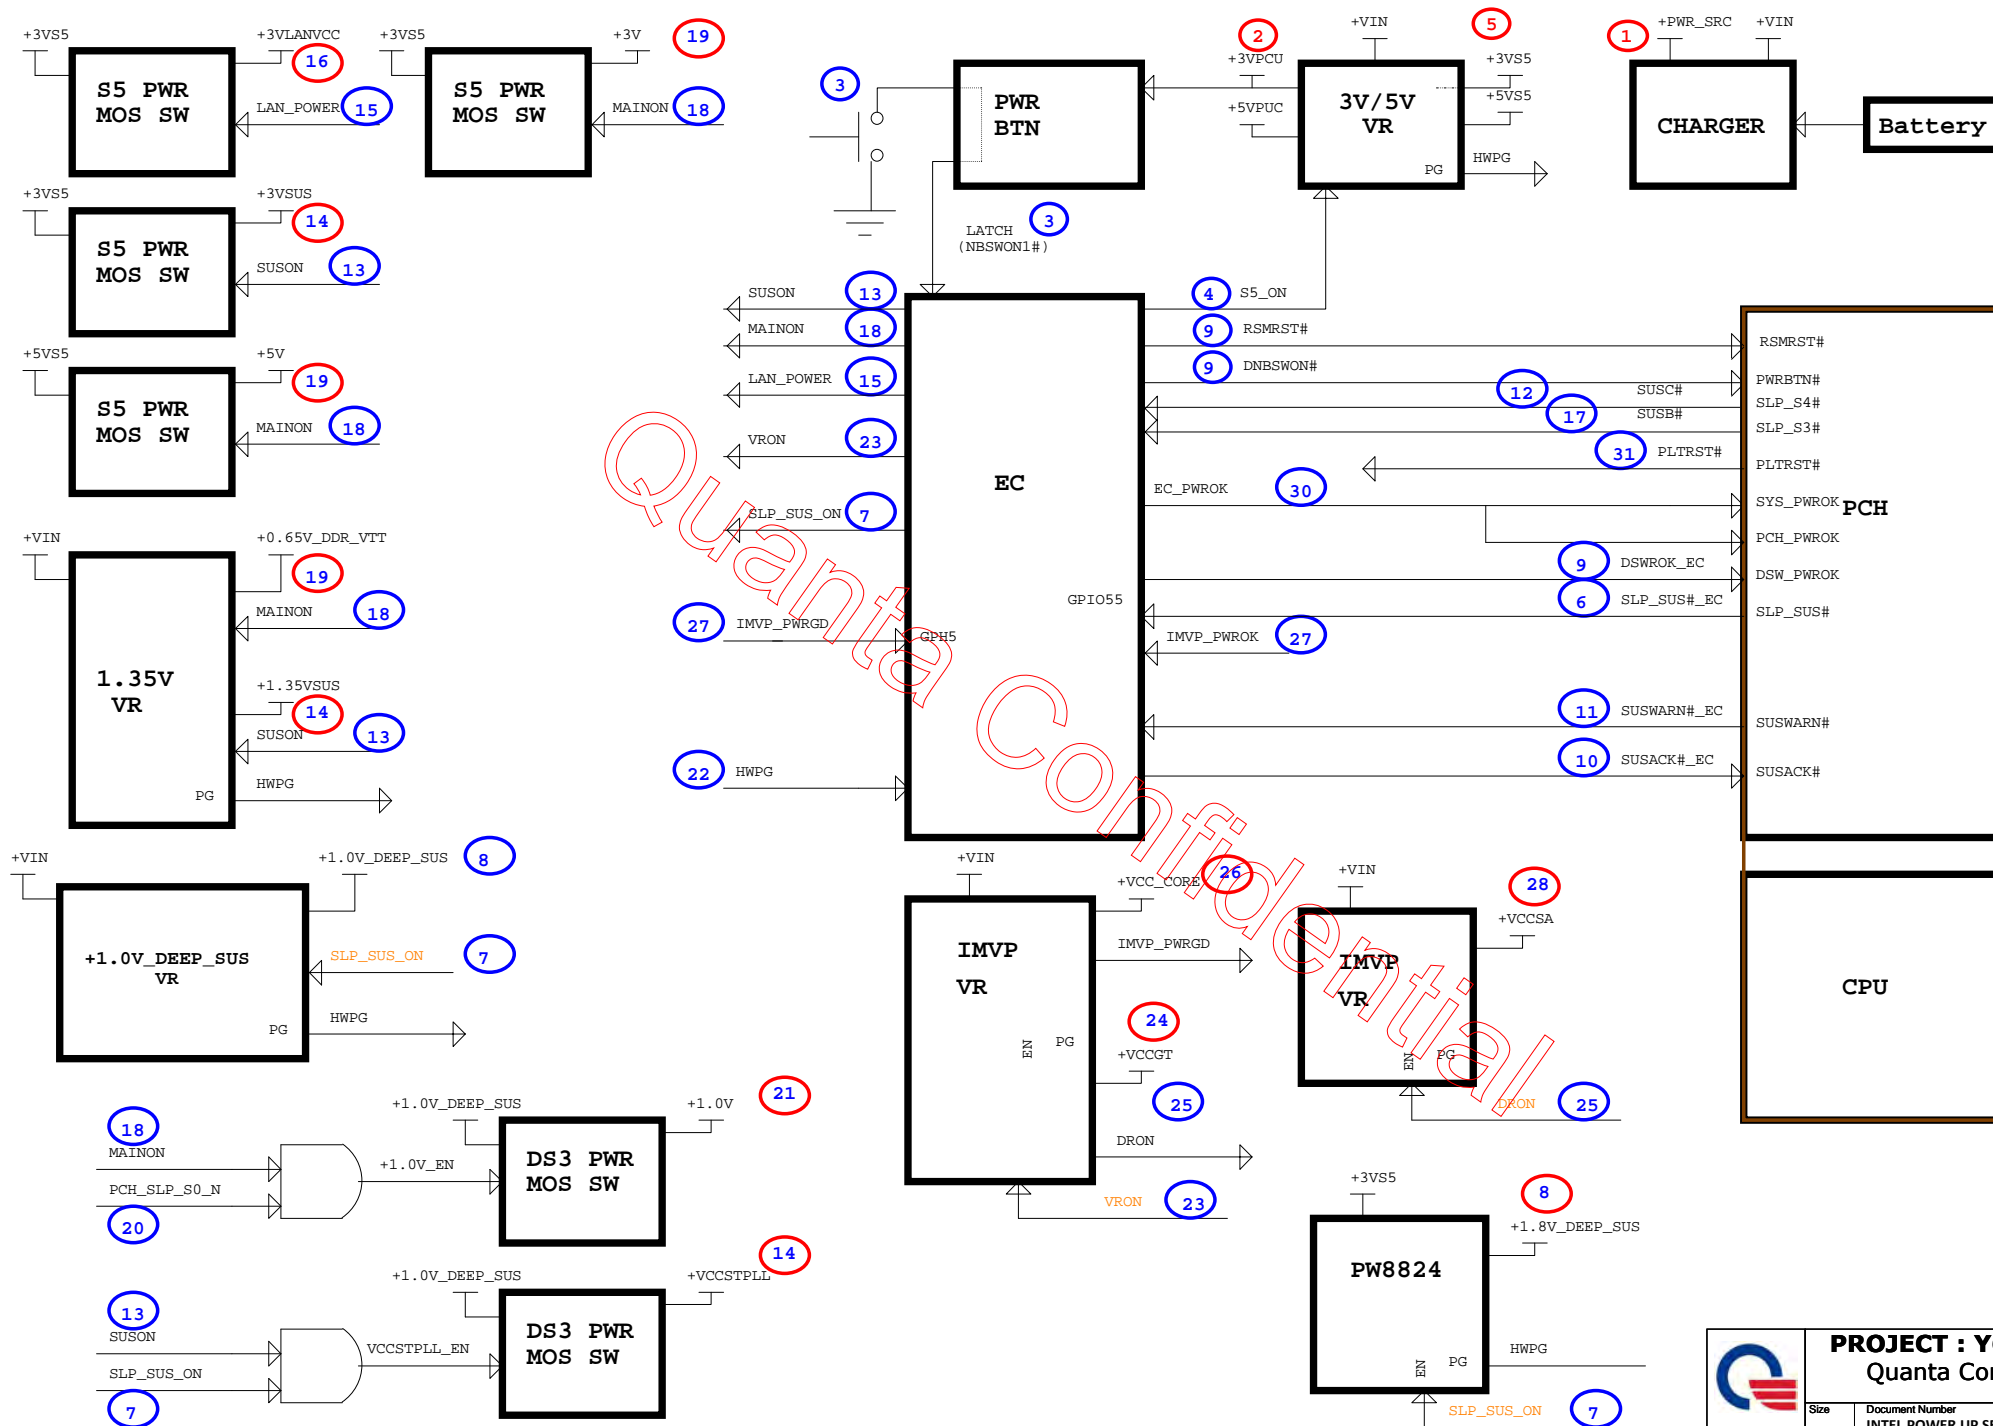 +3VS5
+3VLANVCC
16
S5 PWR
MOS SW
LAN_POWER
15
+3VS5
+3V
19
S5 PWR
MOS SW
MAINON
18
3
PWR
BTN
2
+3VPCU
+5VPUC
+VIN
3V/5V
VR
5
+3VS5
+5VS5
PG
HWPG
1
+PWR_SRC
+VIN
CHARGER
Battery
+3VS5
+3VSUS
14
S5 PWR
MOS SW
SUSON
13
LATCH
(NBSWON1#)
3
+5VS5
+5V
19
S5 PWR
MOS SW
MAINON
18
SUSON
13
MAINON
18
LAN_POWER
15
VRON
23
SLP_SUS_ON
7
27
IMVP_PWRGD
GPH5
22
HWPG
EC
GPIO55
4
S5_ON
9
RSMRST#
9
DNBSWON#
12
SUSC#
17
SUSB#
31
PLTRST#
EC_PWROK
30
9
DSWROK_EC
6
SLP_SUS#_EC
IMVP_PWROK
27
11
SUSWARN#_EC
10
SUSACK#_EC
RSMRST#
PWRBTN#
SLP_S4#
SLP_S3#
PLTRST#
SYS_PWROK
PCH
PCH_PWROK
DSW_PWROK
SLP_SUS#
SUSWARN#
SUSACK#
+VIN
+0.65V_DDR_VTT
19
MAINON
18
1.35V
VR
+1.35VSUS
14
SUSON
13
PG
HWPG
+VIN
+1.0V_DEEP_SUS
8
+1.0V_DEEP_SUS
VR
SLP_SUS_ON
7
PG
HWPG
+VIN
+VCC_CORE
26
IMVP
VR
IMVP_PWRGD
24
EN
PG
+VCCGT
25
DRON
VRON
23
+VIN
28
+VCCSA
IMVP
VR
EN
PG
DRON
25
CPU
18
MAINON
PCH_SLP_S0_N
20
+1.0V_EN
+1.0V_DEEP_SUS
+1.0V
21
DS3 PWR
MOS SW
13
SUSON
SLP_SUS_ON
7
VCCSTPLL_EN
+1.0V_DEEP_SUS
+VCCSTPLL
14
DS3 PWR
MOS SW
+3VS5
8
+1.8V_DEEP_SUS
PW8824
EN
PG
HWPG
SLP_SUS_ON
7
Quanta Confidential
PROJECT : Y
Quanta Co
Size
Document Number
INTEL POWER UP S